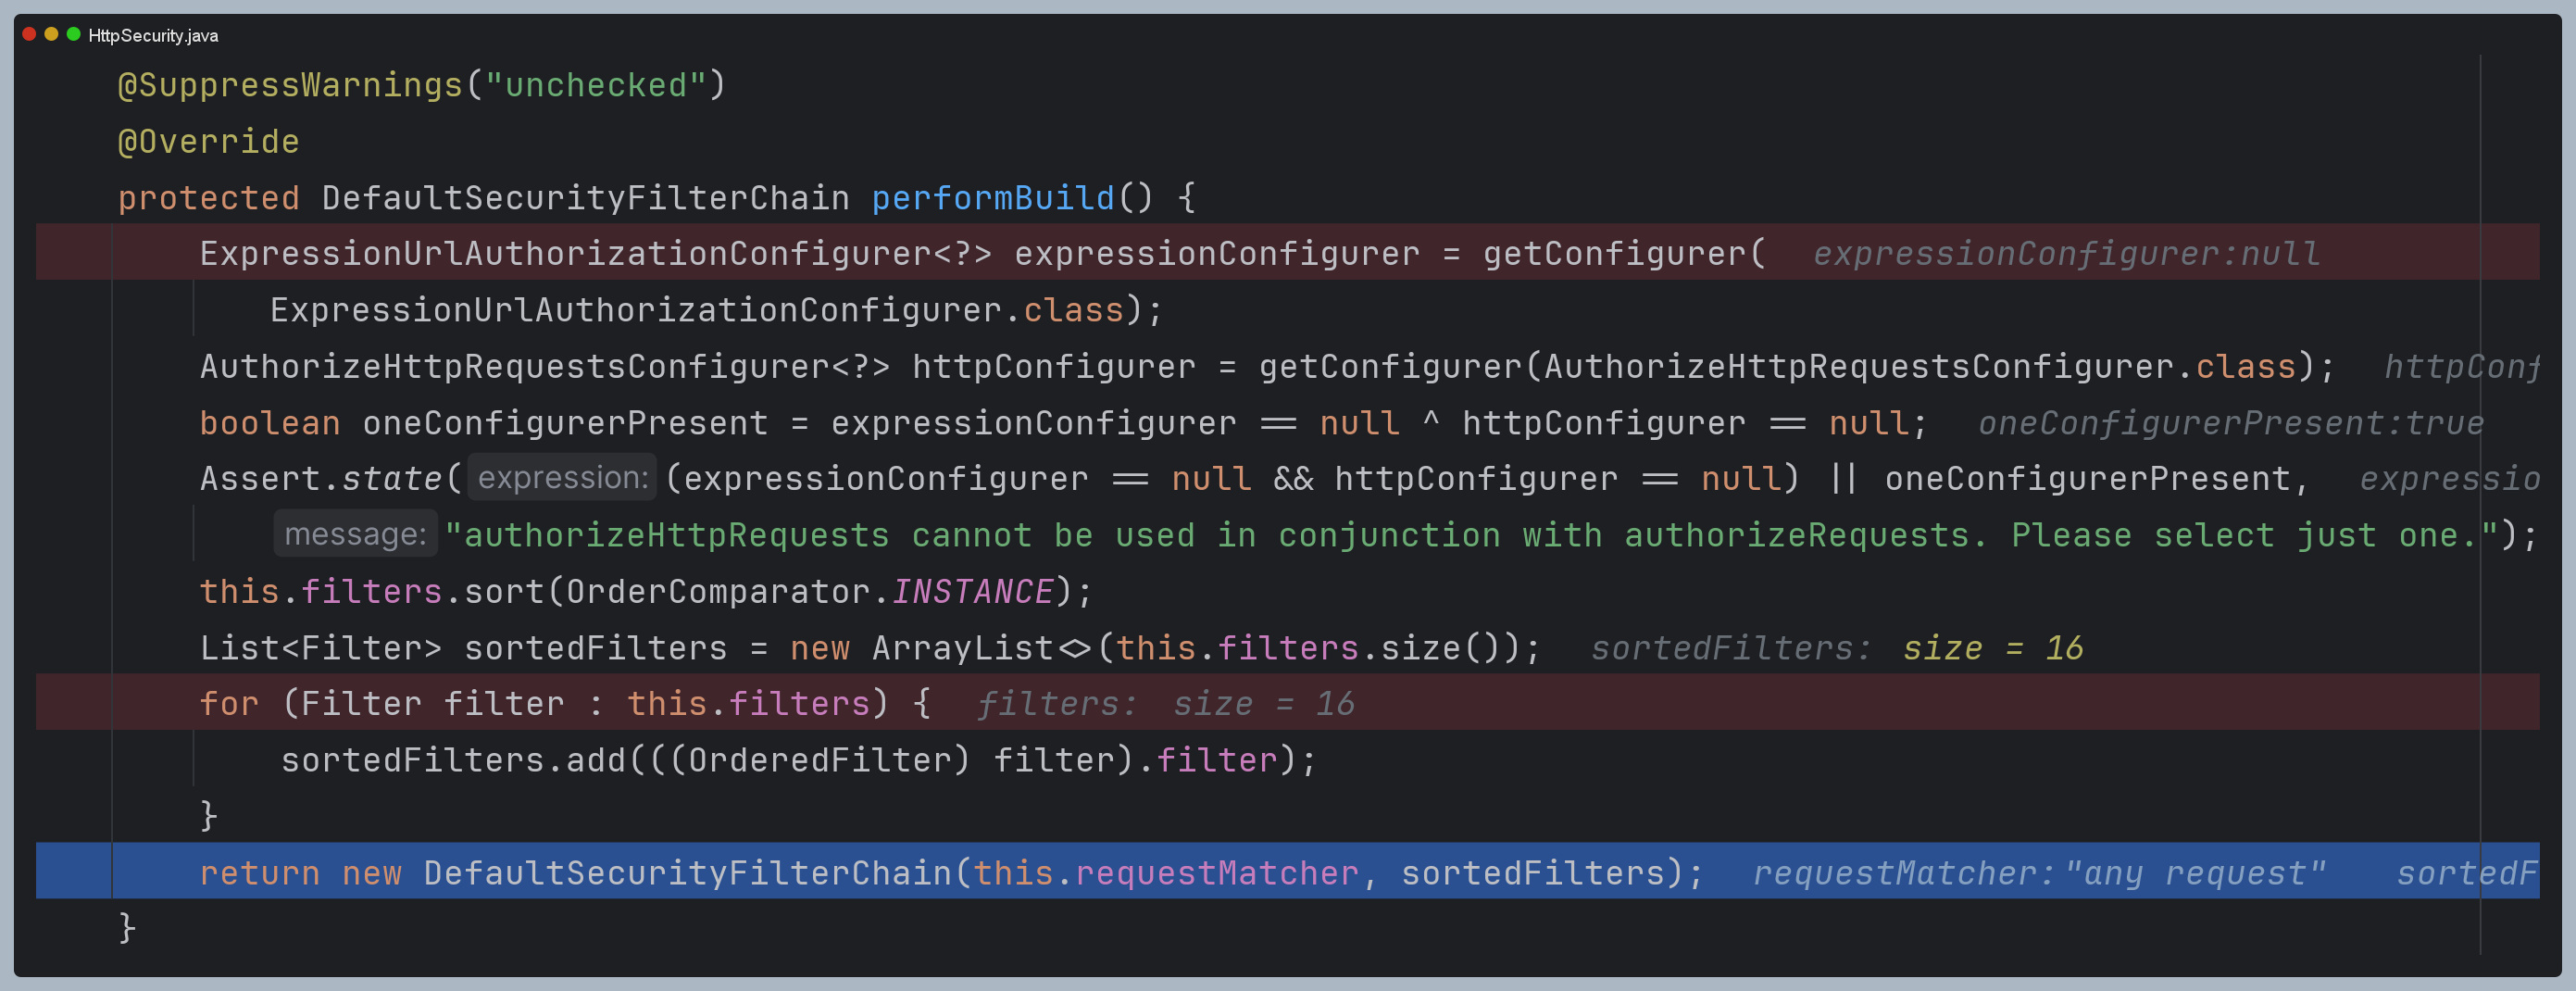 HttpSecurity.java
@SuppressWarnings("unchecked")
@Override
protected DefaultSecurityFilterChain performBuild() {
ExpressionUrlAuthorizationConfigurer<?> expressionConfigurer = getConfigurer( expressionConfigurer:null
ExpressionUrlAuthorizationConfigurer.class);
AuthorizeHttpRequestsConfigurer<?> httpConfigurer = getConfigurer(AuthorizeHttpRequestsConfigurer.class); httpConf
boolean oneConfigurerPresent = expressionConfigurer == null ^ httpConfigurer == null; oneConfigurerPresent:true
Assert.state( expression: (expressionConfigurer == null && httpConfigurer == null) || oneConfigurerPresent, expressio
message: "authorizeHttpRequests cannot be used in conjunction with authorizeRequests. Please select just one.");
this.filters.sort(OrderComparator.INSTANCE);
List<Filter> sortedFilters = new ArrayList<>(this.filters.size()); sortedFilters: size = 16
for (Filter filter : this.filters) { filters: size = 16
sortedFilters.add(((OrderedFilter) filter).filter);
}
return new DefaultSecurityFilterChain(this.requestMatcher, sortedFilters); requestMatcher:"any request" sortedF
}